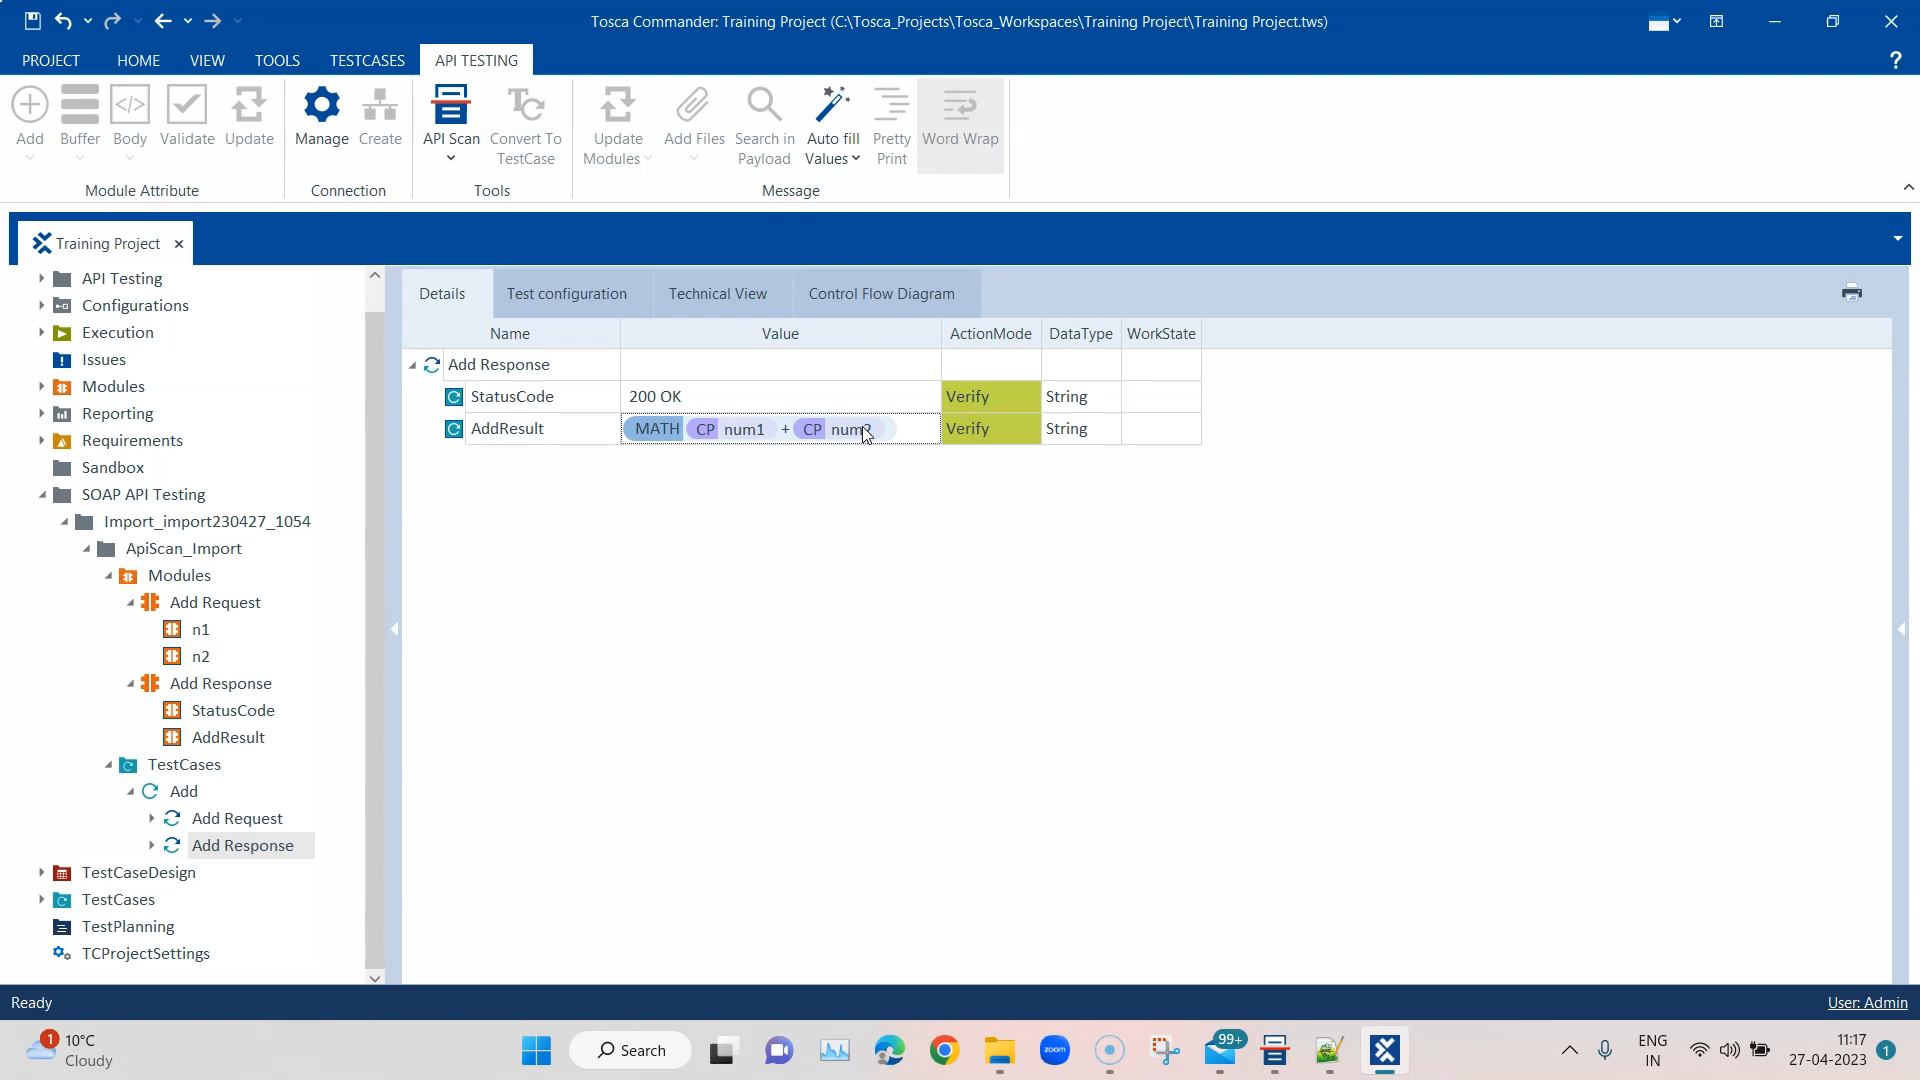 Tosca Commander: Training Project (C:\Tosca_Projects\Tosca_Workspaces\Training Project\Training Project.tws)
PROJECT HOME VIEW TOOLS TESTCASES API TESTING ?
Add Buffer Body Validate Update Manage Create API Scan Convert To TestCase Update Modules Add Files Search in Payload Auto fill Values Pretty Print Word Wrap
Module Attribute Connection Tools Message
Training Project
API Testing
Configurations
Execution
Issues
Modules
Reporting
Requirements
Sandbox
SOAP API Testing
Import_import230427_1054
ApiScan_Import
Modules
Add Request
n1
n2
Add Response
StatusCode
AddResult
TestCases
Add
Add Request
Add Response
TestCaseDesign
TestCases
TestPlanning
TCProjectSettings
Details Test configuration Technical View Control Flow Diagram
Name Value ActionMode DataType WorkState
Add Response
StatusCode 200 OK Verify String
AddResult MATH CP num1 + CP num2 Verify String
Ready User: Admin
1 10°C
Cloudy
Search
zoom
99+
ENG
IN
11:17
27-04-2023
1